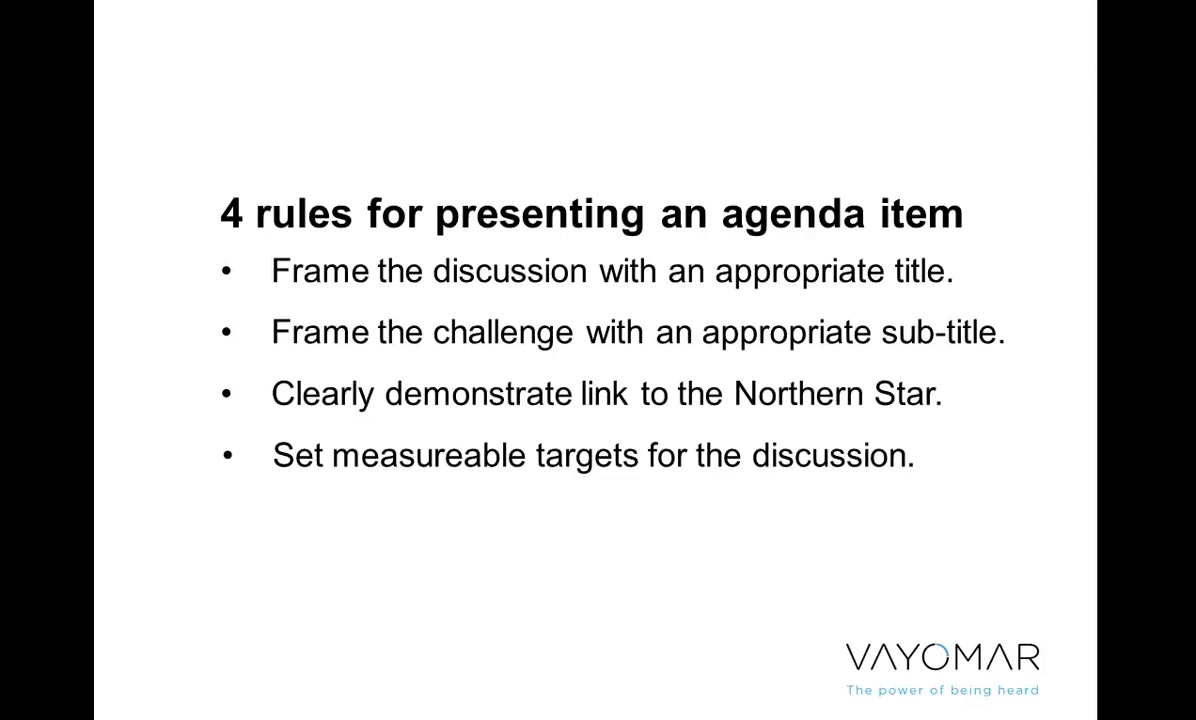 4 rules for presenting an agenda item
• Frame the discussion with an appropriate title.
• Frame the challenge with an appropriate sub-title.
• Clearly demonstrate link to the Northern Star.
• Set measureable targets for the discussion.
VAYOMAR
The power of being heard